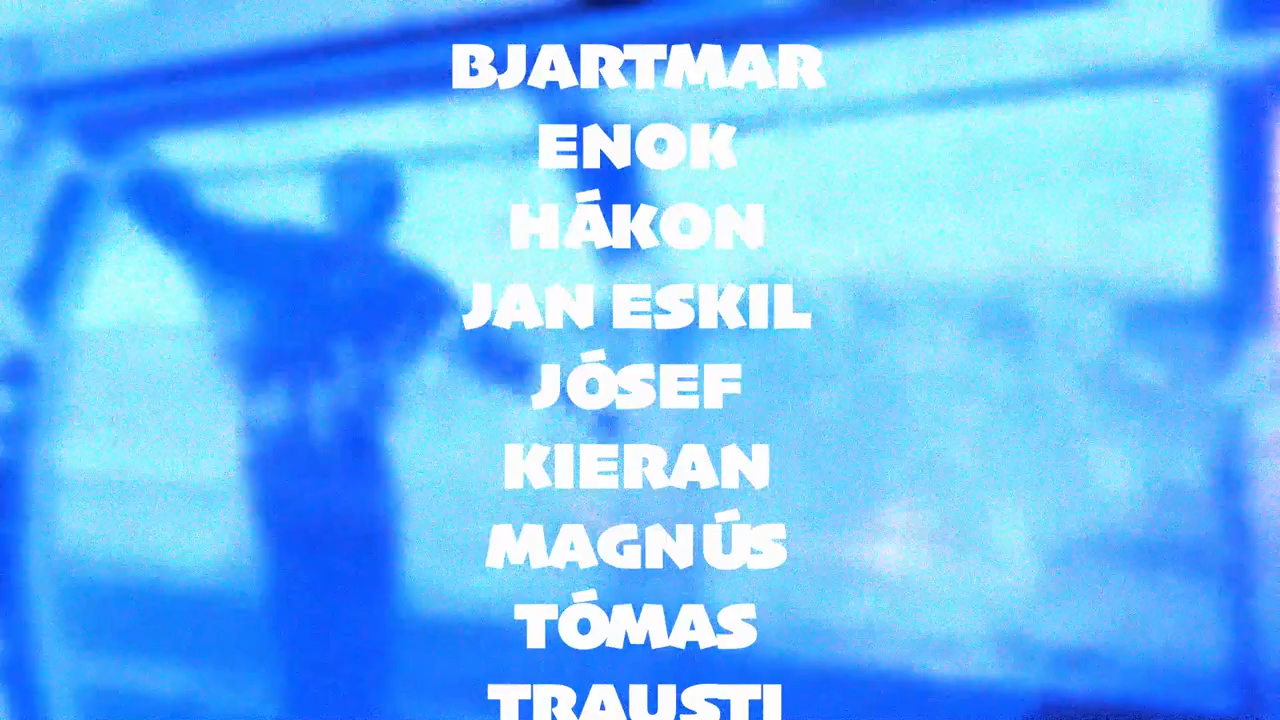 BJARTMAR
ENOK
HÁKON
JAN ESKIL
JÓSEF
KIERAN
MAGNÚS
TÓMAS
TRAUSTI